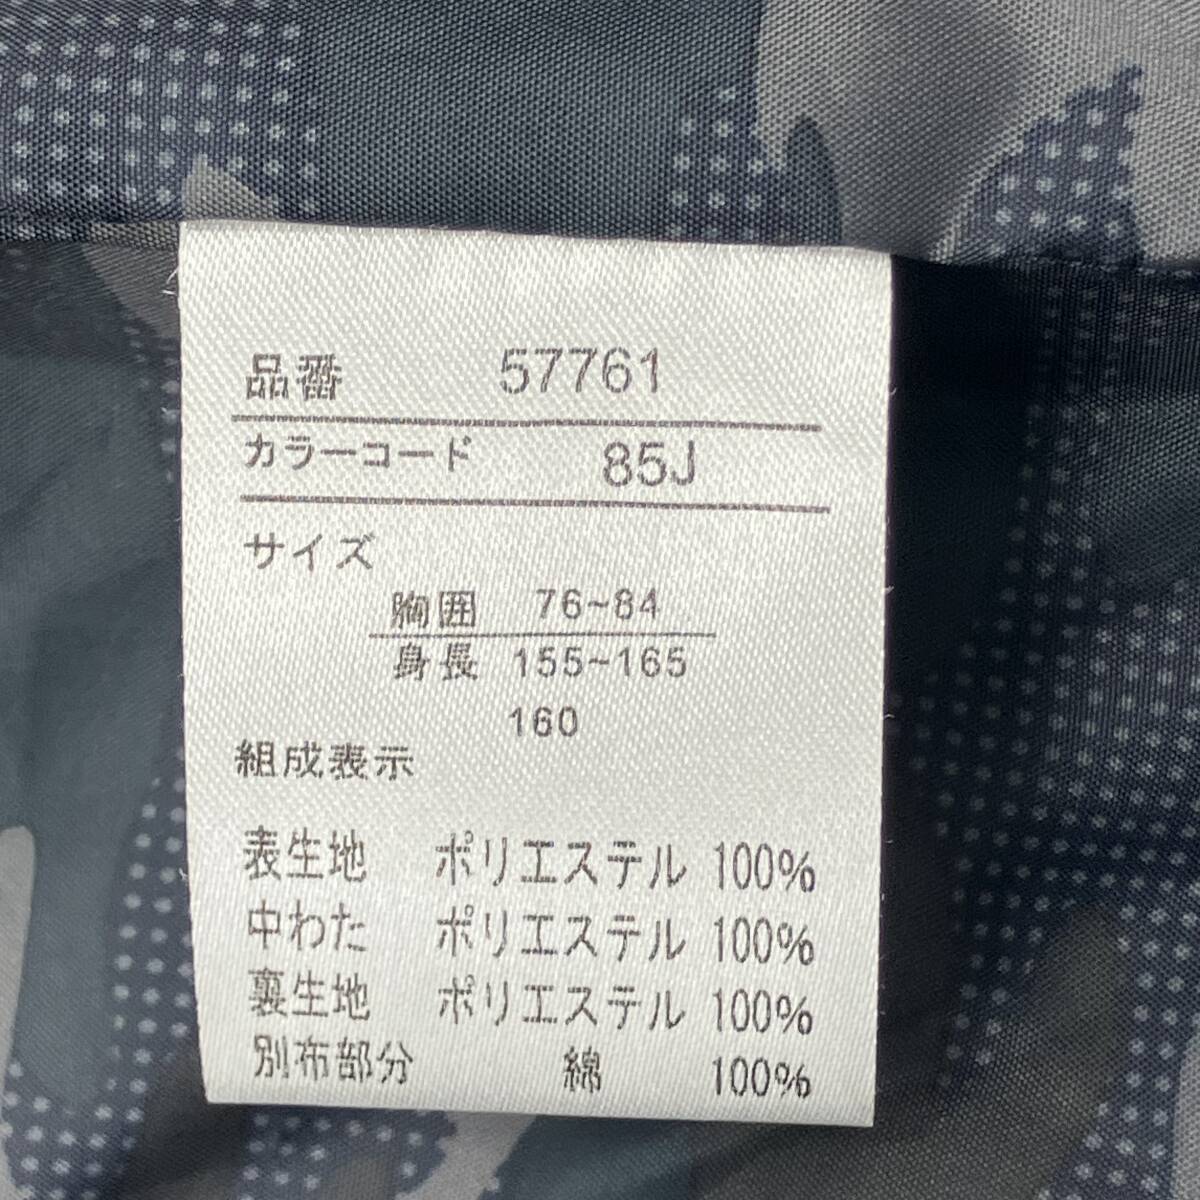 品番 57761
カラーコード 85J
サイズ
胸囲 76~84
身長 155~165
160
組成表示
表生地 ポリエステル 100%
中わた ポリエステル 100%
裏生地 ポリエステル 100%
別布部分 綿 100%